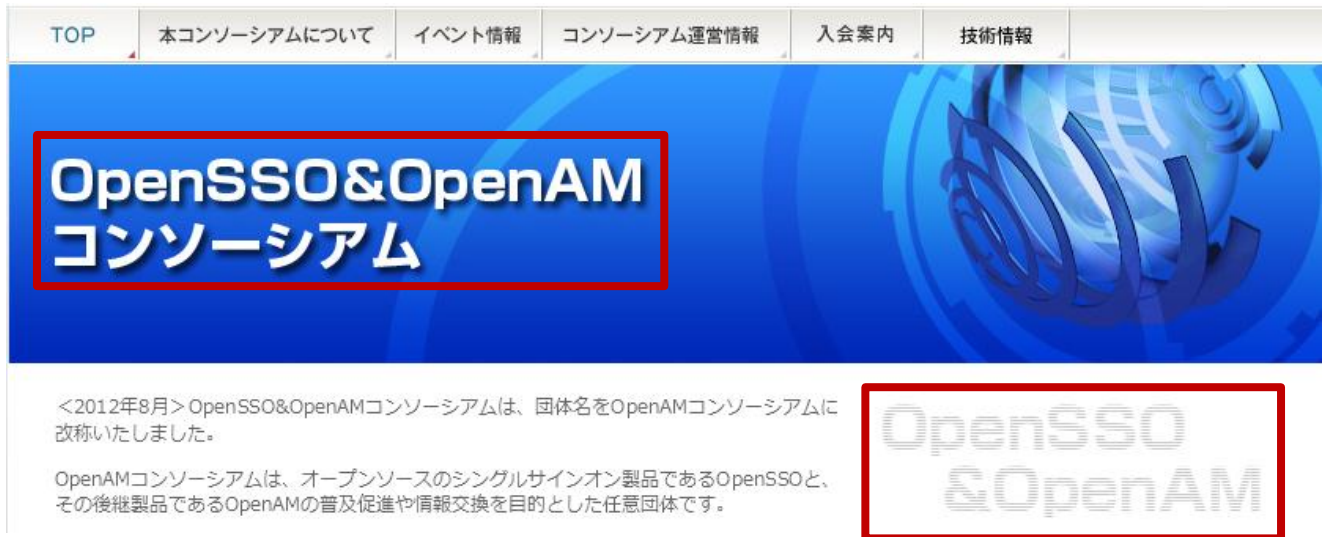 TOP 本コンソーシアムについて イベント情報 コンソーシアム運営情報 入会案内 技術情報
OpenSSO&OpenAM
コンソーシアム
<2012年8月>OpenSSO&OpenAMコンソーシアムは、団体名をOpenAMコンソーシアムに
改称いたしました。
OpenAMコンソーシアムは、オープンソースのシングルサインオン製品であるOpenSSOと、
その後継製品であるOpenAMの普及促進や情報交換を目的とした任意団体です。
OpenSSO
&OpenAM